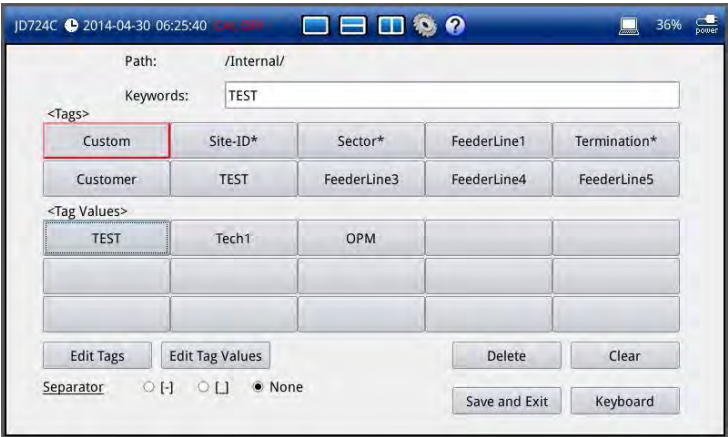 JD724C 2014-04-30 06:25:40 CAL OFF ? 36% power
Path: /Internal/
Keywords: TEST
<Tags>
Custom Site-ID* Sector* FeederLine1 Termination*
Customer TEST FeederLine3 FeederLine4 FeederLine5
<Tag Values>
TEST Tech1 OPM
Edit Tags Edit Tag Values Delete Clear
Separator [-] [_] None
Save and Exit Keyboard